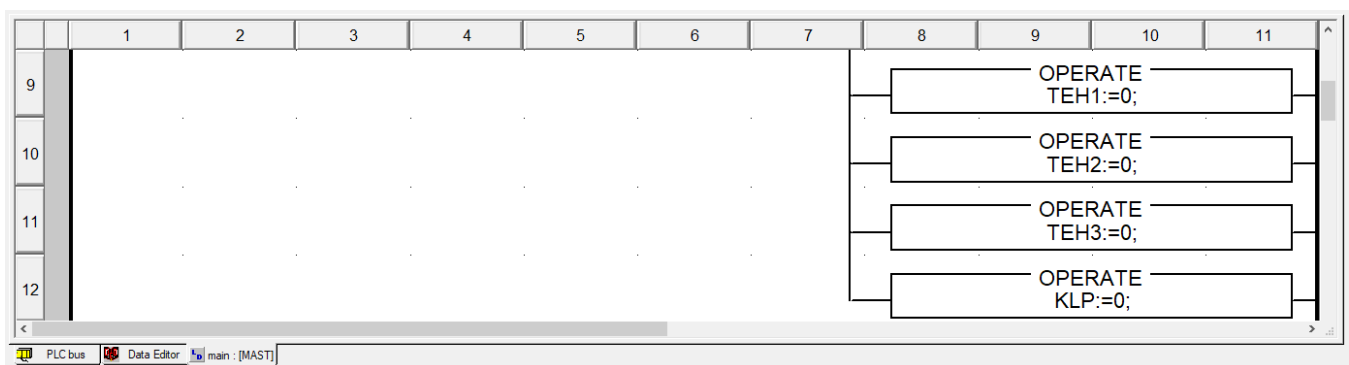 1 2 3 4 5 6 7 8 9 10 11
9
OPERATE
TEH1:=0;
10
OPERATE
TEH2:=0;
11
OPERATE
TEH3:=0;
12
OPERATE
KLP:=0;
PLC bus Data Editor LD main : [MAST]